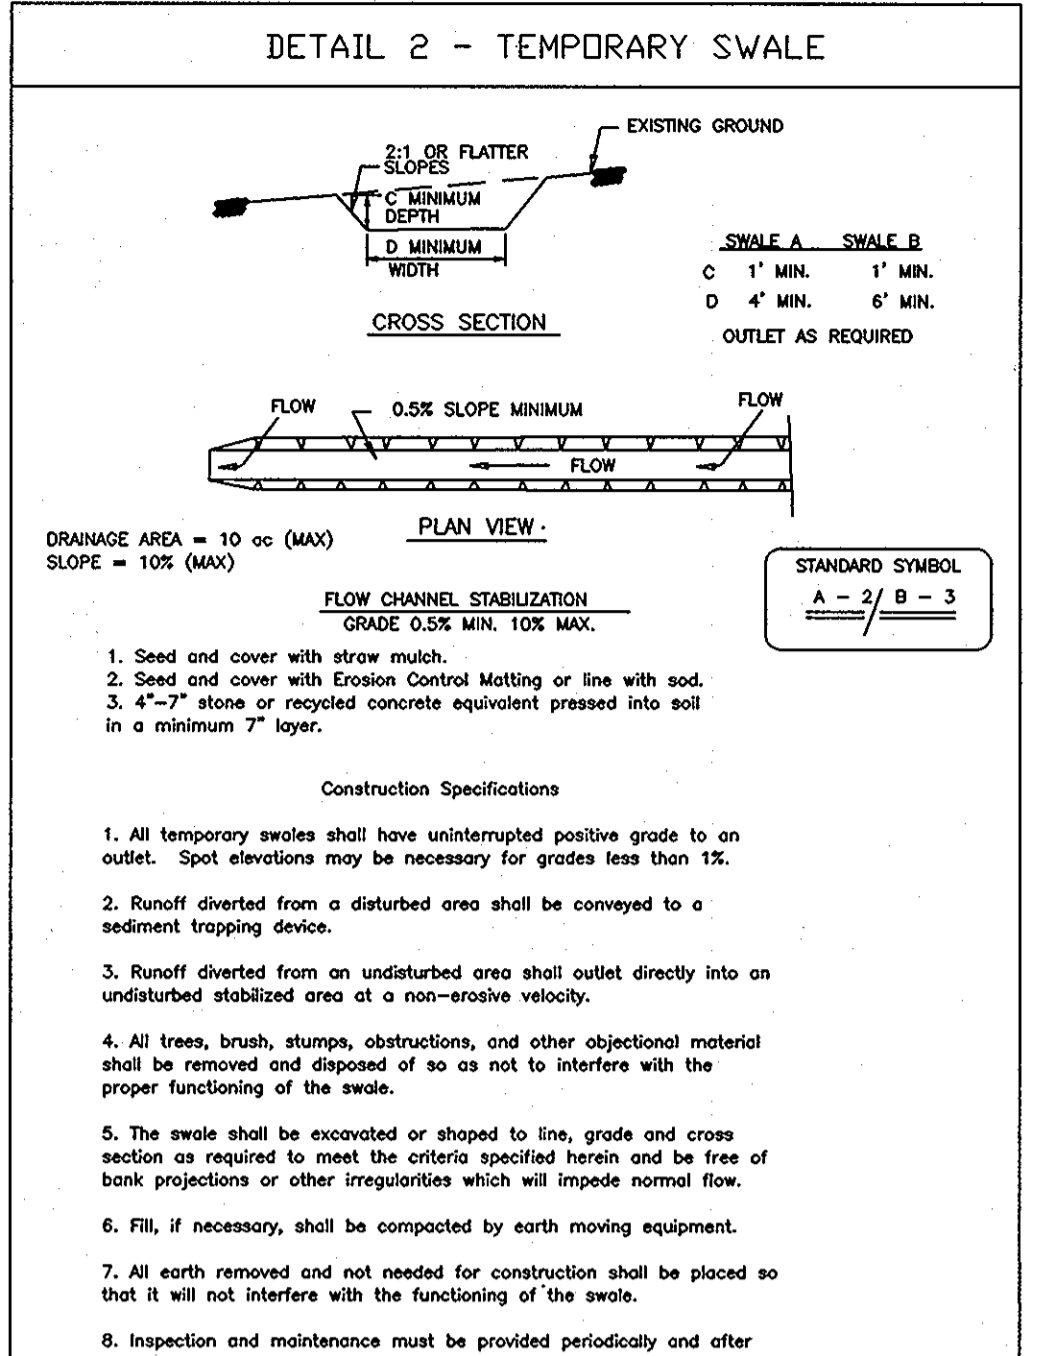 DETAIL 2 - TEMPORARY SWALE
EXISTING GROUND
2:1 OR FLATTER
SLOPES
C MINIMUM
DEPTH
D MINIMUM
WIDTH
SWALE A SWALE B
C 1' MIN. 1' MIN.
D 4' MIN. 6' MIN.
OUTLET AS REQUIRED
CROSS SECTION
FLOW
0.5% SLOPE MINIMUM
FLOW
FLOW
PLAN VIEW
DRAINAGE AREA = 10 ac (MAX)
SLOPE = 10% (MAX)
STANDARD SYMBOL
A - 2 / B - 3
FLOW CHANNEL STABILIZATION
GRADE 0.5% MIN. 10% MAX.
1. Seed and cover with straw mulch.
2. Seed and cover with Erosion Control Matting or line with sod.
3. 4"-7" stone or recycled concrete equivalent pressed into soil
in a minimum 7" layer.
Construction Specifications
1. All temporary swales shall have uninterrupted positive grade to an
outlet. Spot elevations may be necessary for grades less than 1%.
2. Runoff diverted from a disturbed area shall be conveyed to a
sediment trapping device.
3. Runoff diverted from an undisturbed area shall outlet directly into an
undisturbed stabilized area at a non-erosive velocity.
4. All trees, brush, stumps, obstructions, and other objectional material
shall be removed and disposed of so as not to interfere with the
proper functioning of the swale.
5. The swale shall be excavated or shaped to line, grade and cross
section as required to meet the criteria specified herein and be free of
bank projections or other irregularities which will impede normal flow.
6. Fill, if necessary, shall be compacted by earth moving equipment.
7. All earth removed and not needed for construction shall be placed so
that it will not interfere with the functioning of the swale.
8. Inspection and maintenance must be provided periodically and after